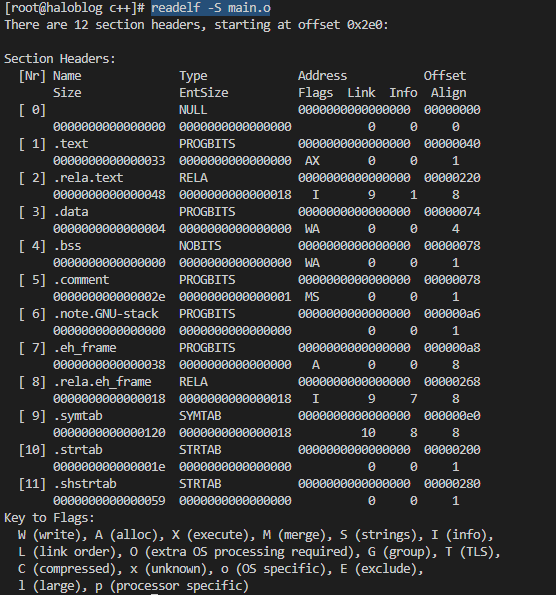 [root@haloblog c++]# readelf -S main.o
There are 12 section headers, starting at offset 0x2e0:
Section Headers:
[Nr] Name Type Address Offset
Size EntSize Flags Link Info Align
[ 0] NULL 0000000000000000 00000000
0000000000000000 0000000000000000 0 0 0
[ 1] .text PROGBITS 0000000000000000 00000040
0000000000000033 0000000000000000 AX 0 0 1
[ 2] .rela.text RELA 0000000000000000 00000220
0000000000000048 0000000000000018 I 9 1 8
[ 3] .data PROGBITS 0000000000000000 00000074
0000000000000004 0000000000000000 WA 0 0 4
[ 4] .bss NOBITS 0000000000000000 00000078
0000000000000000 0000000000000000 WA 0 0 1
[ 5] .comment PROGBITS 0000000000000000 00000078
000000000000002e 0000000000000001 MS 0 0 1
[ 6] .note.GNU-stack PROGBITS 0000000000000000 000000a6
0000000000000000 0000000000000000 0 0 1
[ 7] .eh_frame PROGBITS 0000000000000000 000000a8
0000000000000038 0000000000000000 A 0 0 8
[ 8] .rela.eh_frame RELA 0000000000000000 00000268
0000000000000018 0000000000000018 I 9 7 8
[ 9] .symtab SYMTAB 0000000000000000 000000e0
0000000000000120 0000000000000018 10 8 8
[10] .strtab STRTAB 0000000000000000 00000200
000000000000001e 0000000000000000 0 0 1
[11] .shstrtab STRTAB 0000000000000000 00000280
0000000000000059 0000000000000000 0 0 1
Key to Flags:
W (write), A (alloc), X (execute), M (merge), S (strings), I (info),
L (link order), O (extra OS processing required), G (group), T (TLS),
C (compressed), x (unknown), o (OS specific), E (exclude),
l (large), p (processor specific)